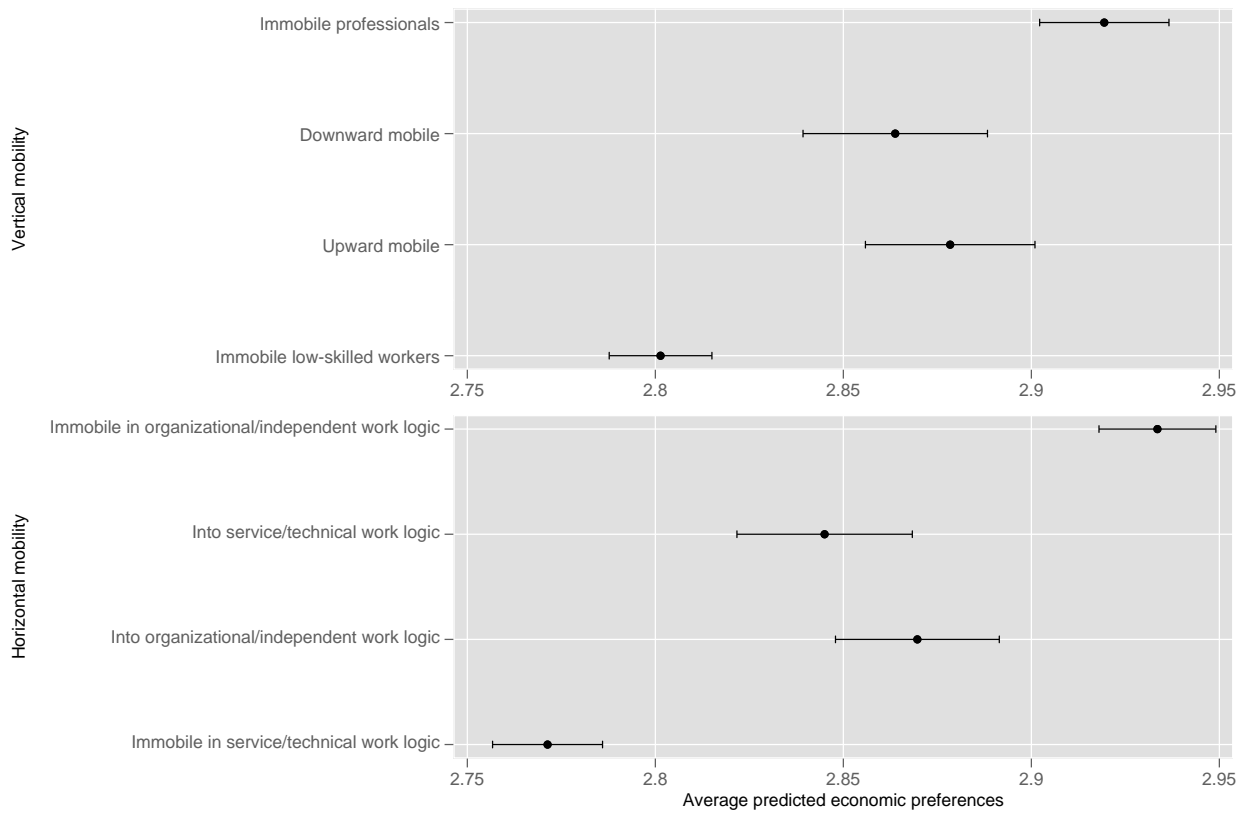 Vertical mobility
Immobile professionals
Downward mobile
Upward mobile
Immobile low-skilled workers
2.75 2.8 2.85 2.9 2.95
Horizontal mobility
Immobile in organizational/independent work logic
Into service/technical work logic
Into organizational/independent work logic
Immobile in service/technical work logic
2.75 2.8 2.85 2.9 2.95
Average predicted economic preferences